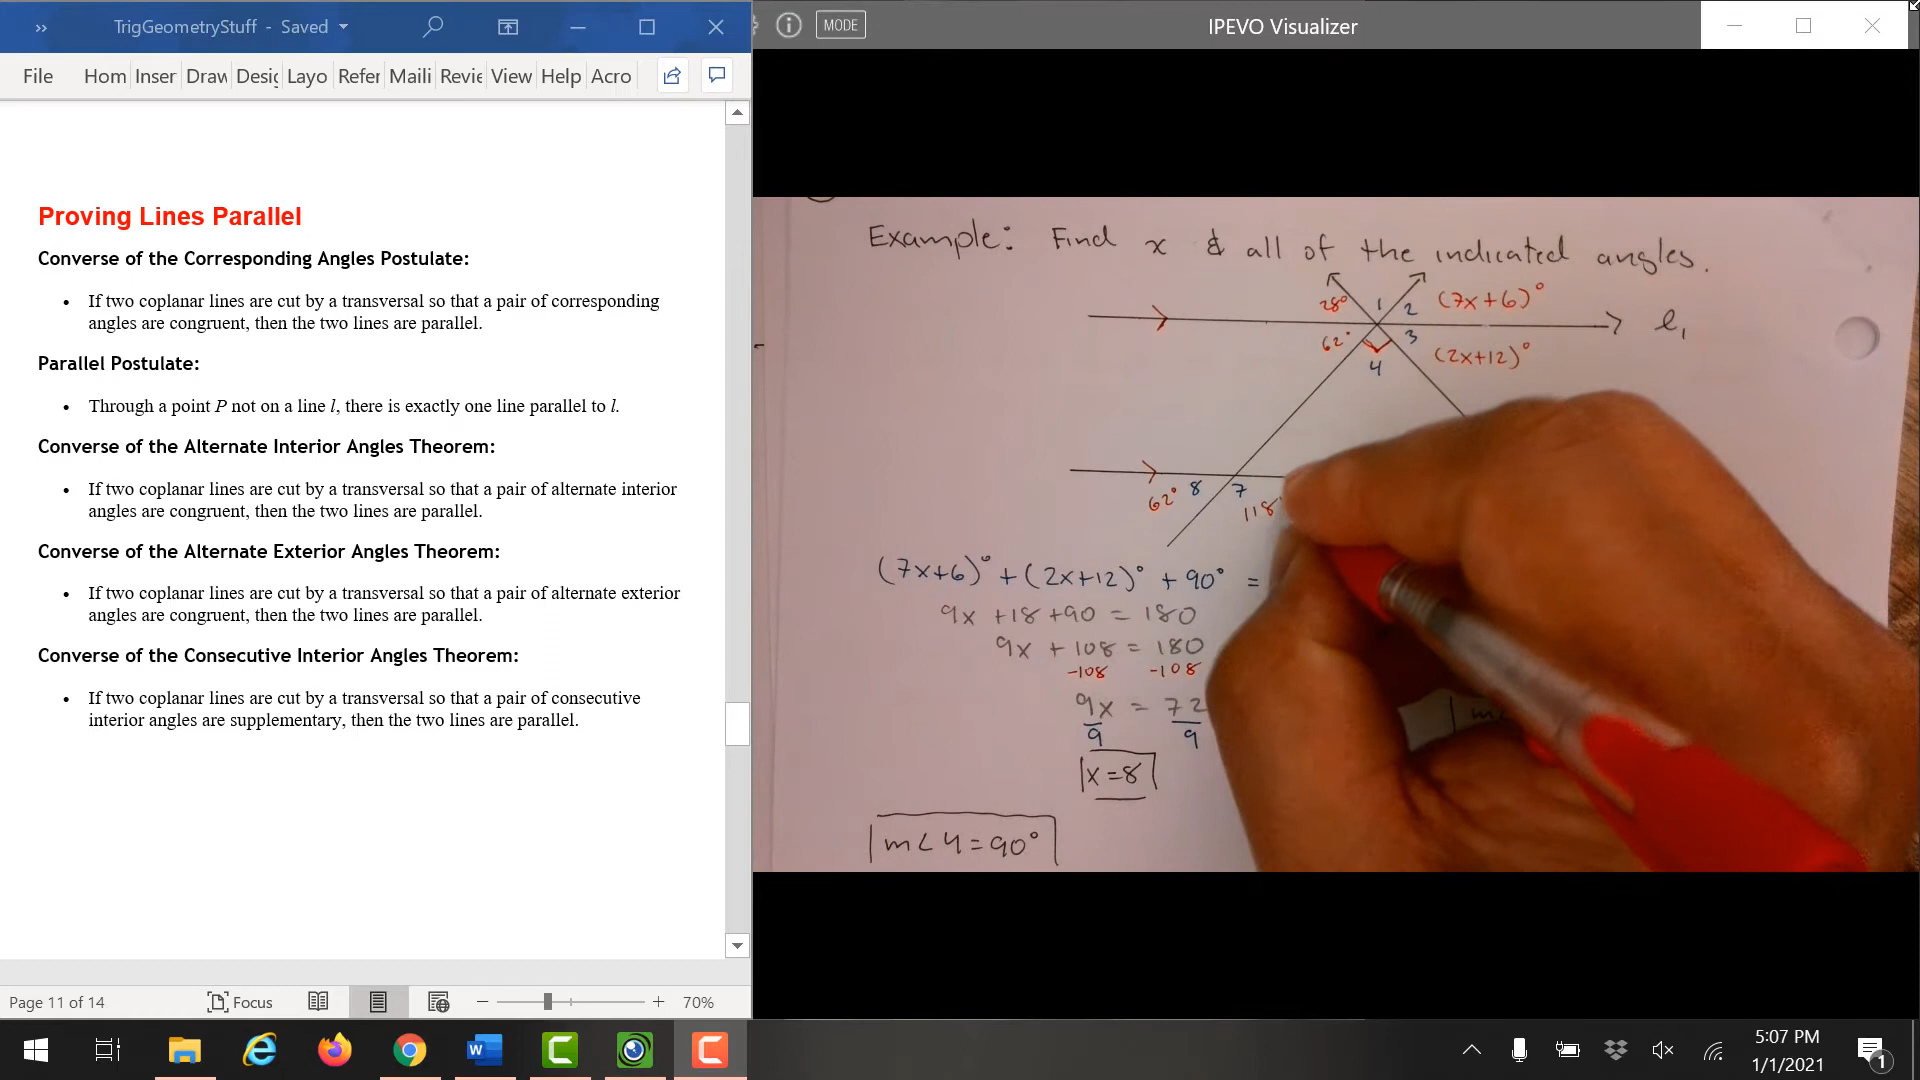 TrigGeometryStuff - Saved
File Hom Inser Draw Desig Layo Refer Maili Revie View Help Acro
Proving Lines Parallel
Converse of the Corresponding Angles Postulate:
• If two coplanar lines are cut by a transversal so that a pair of corresponding
angles are congruent, then the two lines are parallel.
Parallel Postulate:
• Through a point P not on a line l, there is exactly one line parallel to l.
Converse of the Alternate Interior Angles Theorem:
• If two coplanar lines are cut by a transversal so that a pair of alternate interior
angles are congruent, then the two lines are parallel.
Converse of the Alternate Exterior Angles Theorem:
• If two coplanar lines are cut by a transversal so that a pair of alternate exterior
angles are congruent, then the two lines are parallel.
Converse of the Consecutive Interior Angles Theorem:
• If two coplanar lines are cut by a transversal so that a pair of consecutive
interior angles are supplementary, then the two lines are parallel.
Page 11 of 14
Focus
70%
MODE
IPEVO Visualizer
Example: Find x & all of the indicated angles.
28° 1 2 (7x+6)°
l₁
62° 3 (2x+12)°
4
62° 8 7
118°
(7x+6)° + (2x+12)° + 90° =
9x +18 +90 = 180
9x + 108 = 180
-108 -108
9x = 72
9 9
x = 8
m∠4 = 90°
5:07 PM
1/1/2021
1